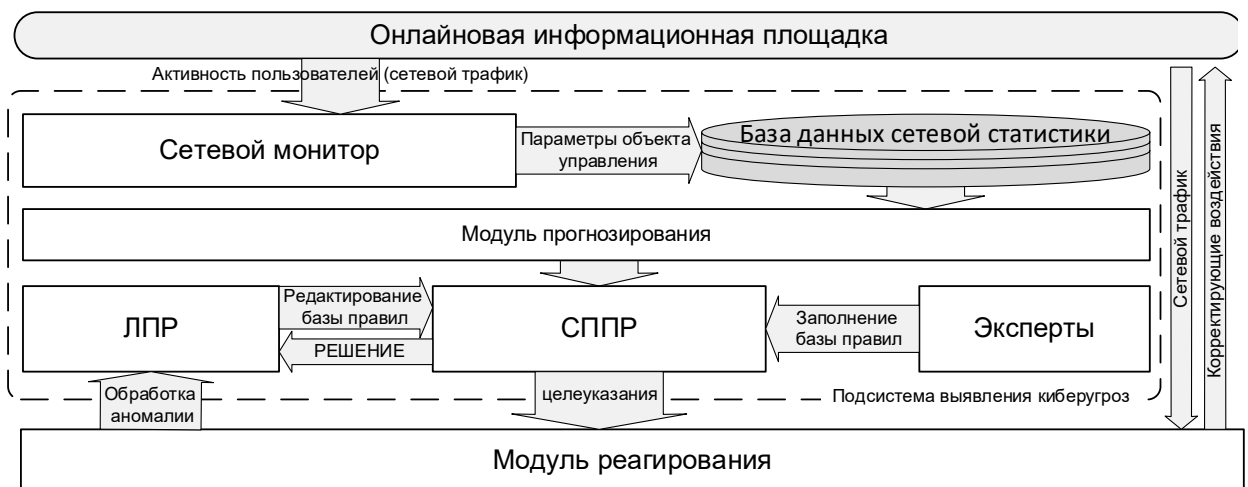 Онлайновая информационная площадка
Активность пользователей (сетевой трафик)
Сетевой монитор
Параметры объекта
управления
База данных сетевой статистики
Модуль прогнозирования
ЛПР
Редактирование
базы правил
РЕШЕНИЕ
СППР
Заполнение
базы правил
Эксперты
Обработка
аномалии
целеуказания
Подсистема выявления киберугроз
Сетевой трафик
Корректирующие воздействия
Модуль реагирования